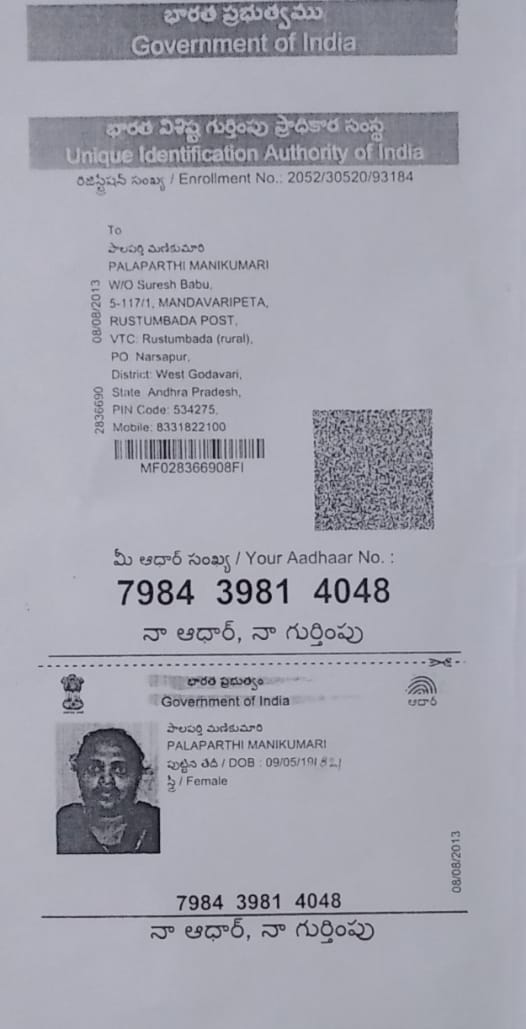 భారత ప్రభుత్వము
Government of India
భారత విశిష్ట గుర్తింపు ప్రాధికార సంస్థ
Unique Identification Authority of India
రిజిస్ట్రేషన్ సంఖ్య / Enrollment No.: 2052/30520/93184
To
పాలపర్తి మణికుమారి
PALAPARTHI MANIKUMARI
W/O Suresh Babu,
5-117/1, MANDAVARIPETA,
RUSTUMBADA POST,
VTC: Rustumbada (rural),
PO Narsapur,
District: West Godavari,
State Andhra Pradesh,
PIN Code: 534275,
Mobile: 8331822100
08/08/2013
2836690
MF028366908FI
మీ ఆధార్ సంఖ్య / Your Aadhaar No. :
7984 3981 4048
నా ఆధార్, నా గుర్తింపు
భారత ప్రభుత్వం
Government of India
ఆదార్
పాలపర్తి మణికుమారి
PALAPARTHI MANIKUMARI
పుట్టిన తేదీ / DOB : 09/05/19
స్త్రీ / Female
08/08/2013
7984 3981 4048
నా ఆధార్, నా గుర్తింపు